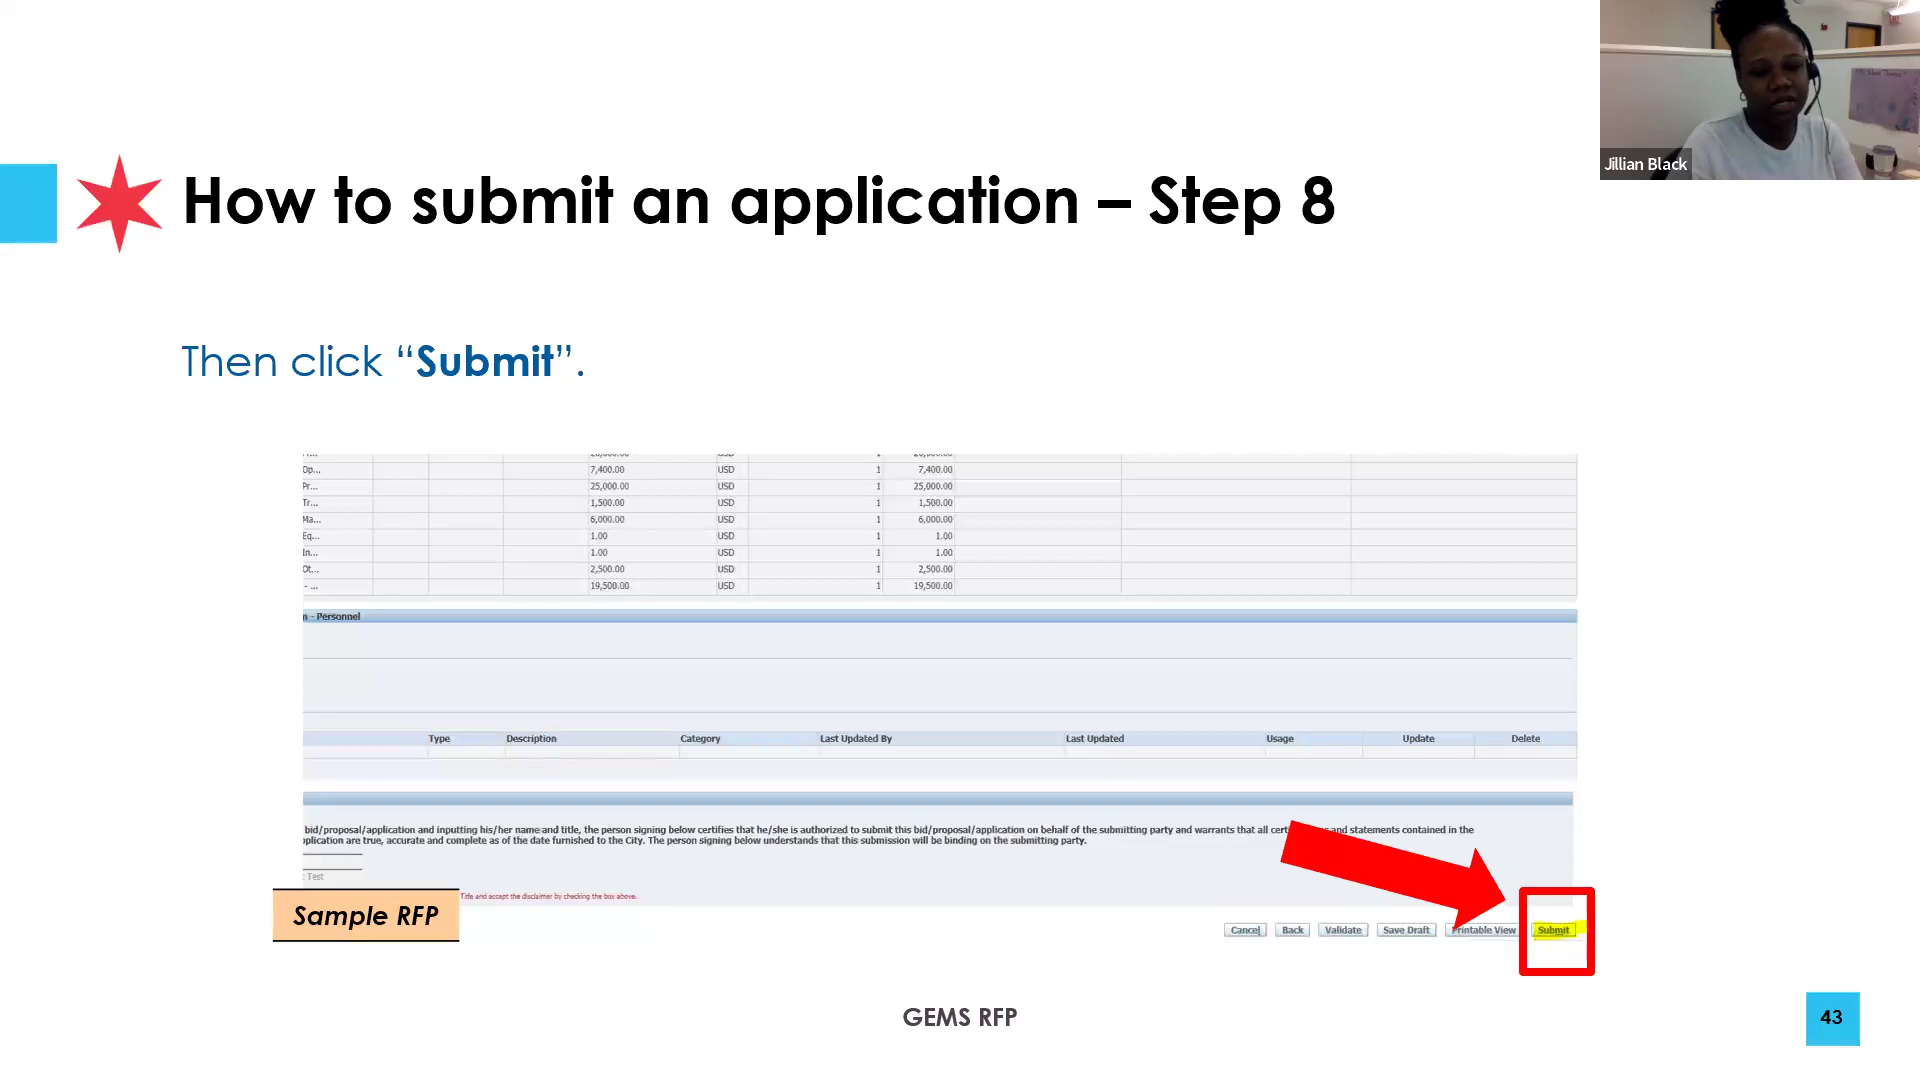 Jillian Black
How to submit an application – Step 8
Then click “Submit”.
Op... 7,400.00 USD 1 7,400.00
Pr... 25,000.00 USD 1 25,000.00
Tr... 1,500.00 USD 1 1,500.00
Ma... 6,000.00 USD 1 6,000.00
Eq... 1.00 USD 1 1.00
In... 1.00 USD 1 1.00
Ot... 2,500.00 USD 1 2,500.00
- ... 19,500.00 USD 1 19,500.00
n - Personnel
Type Description Category Last Updated By Last Updated Usage Update Delete
bid/proposal/application and inputting his/her name and title, the person signing below certifies that he/she is authorized to submit this bid/proposal/application on behalf of the submitting party and warrants that all and statements contained in the
plication are true, accurate and complete as of the date furnished to the City. The person signing below understands that this submission will be binding on the submitting party.
: Test
Title and accept the disclaimer by checking the box above.
Sample RFP
Cancel Back Validate Save Draft Printable View Submit
GEMS RFP
43